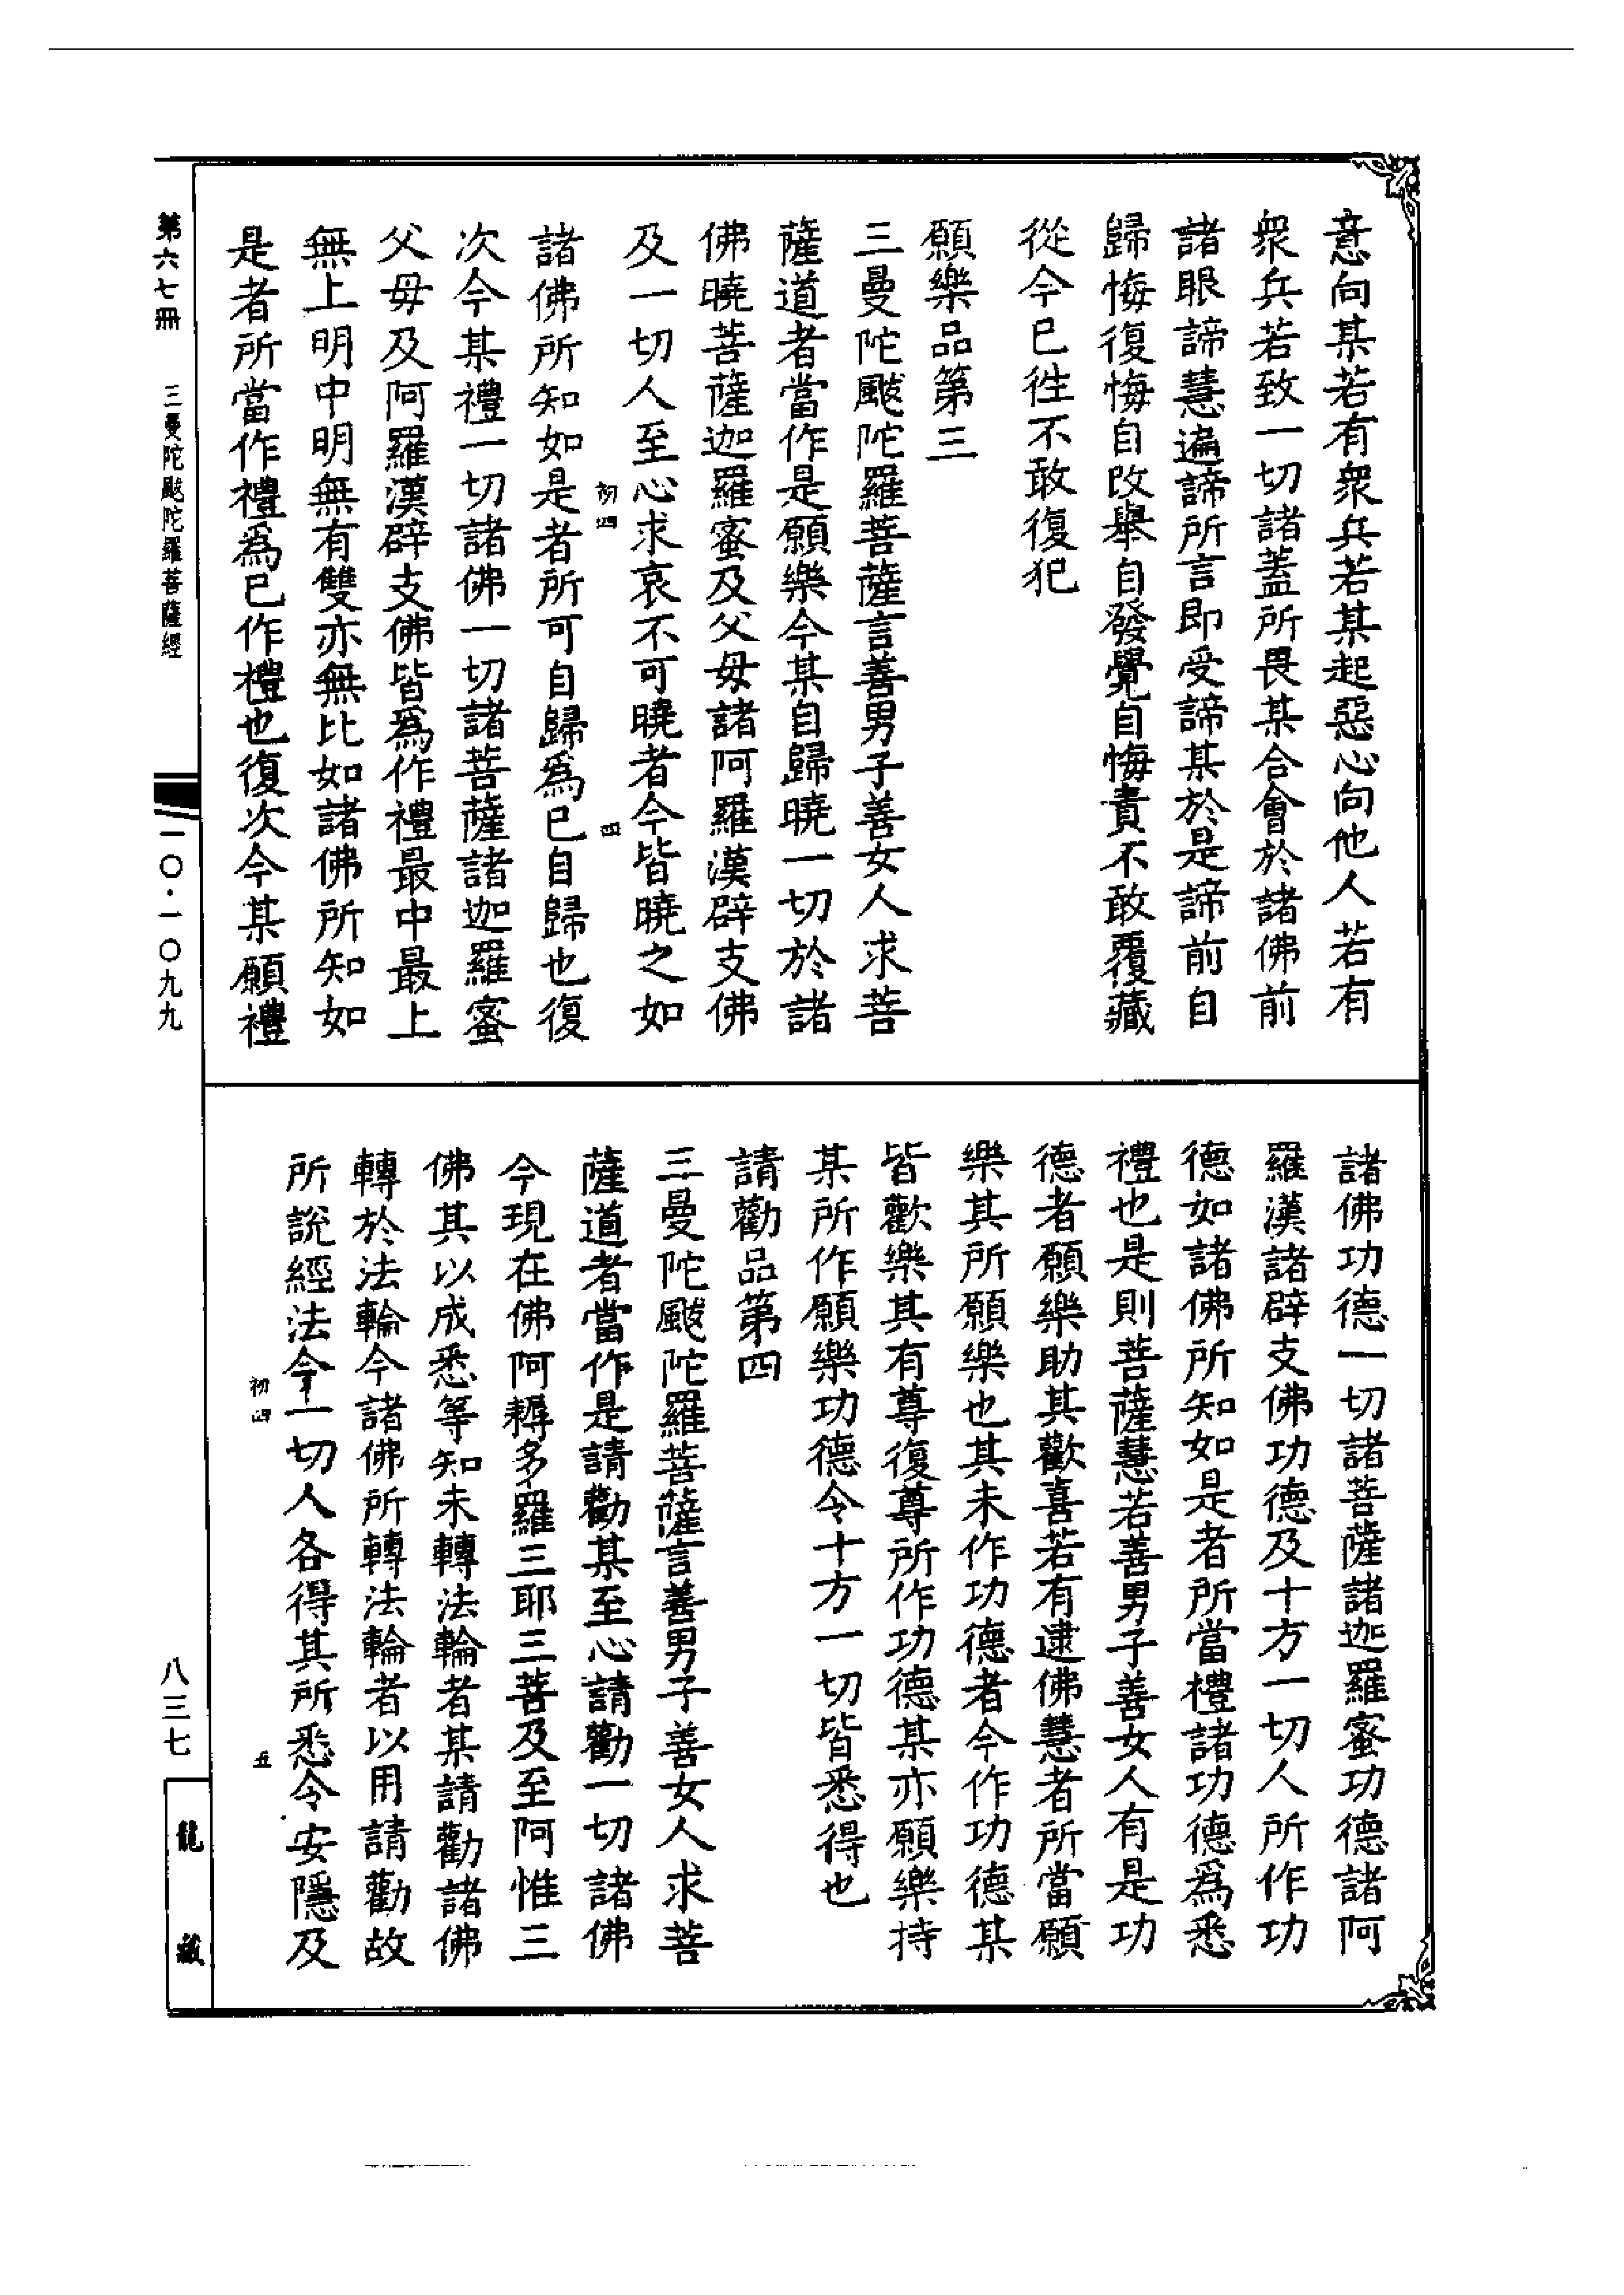 意向某若有衆兵若某起惡心向他人若有
衆兵若致一切諸蓋所畏某合會於諸佛前
諸眼諦慧遍諦所言即受諦某於是諦前自
歸悔復悔自改舉自發覺自悔責不敢覆藏
從今已徃不敢復犯
願樂品第三
三曼陀颰陀羅菩薩言善男子善女人求菩
薩道者當作是願樂今某自歸曉一切於諸
佛曉菩薩迦羅蜜及父母諸阿羅漢辟支佛
及一切人至心求哀不可曉者今皆曉之如
初四
四
諸佛所知如是者所可自歸爲已自歸也復
次今某禮一切諸佛一切諸菩薩諸迦羅蜜
父母及阿羅漢辟支佛皆爲作禮最中最上
無上明中明無有雙亦無比如諸佛所知如
是者所當作禮爲已作禮也復次今某願禮
諸佛功德一切諸菩薩諸迦羅蜜功德諸阿
羅漢諸辟支佛功德及十方一切人所作功
德如諸佛所知如是者所當禮諸功德爲悉
禮也是則菩薩慧若善男子善女人有是功
德者願樂助其歡喜若有逮佛慧者所當願
樂其所願樂也其未作功德者今作功德某
皆歡樂其有尊復尊所作功德某亦願樂持
某所作願樂功德令十方一切皆悉得也
請勸品第四
三曼陀颰陀羅菩薩言善男子善女人求菩
薩道者當作是請勸某至心請勸一切諸佛
今現在佛阿耨多羅三耶三菩及至阿惟三
佛其以成悉等知未轉法輪者某請勸諸佛
轉於法輪今諸佛所轉法輪者以用請勸故
所說經法令一切人各得其所悉令安隱及
初四
五
第六七冊
三曼陀颰陀羅菩薩經
一〇·一〇九九
八三七
龍藏